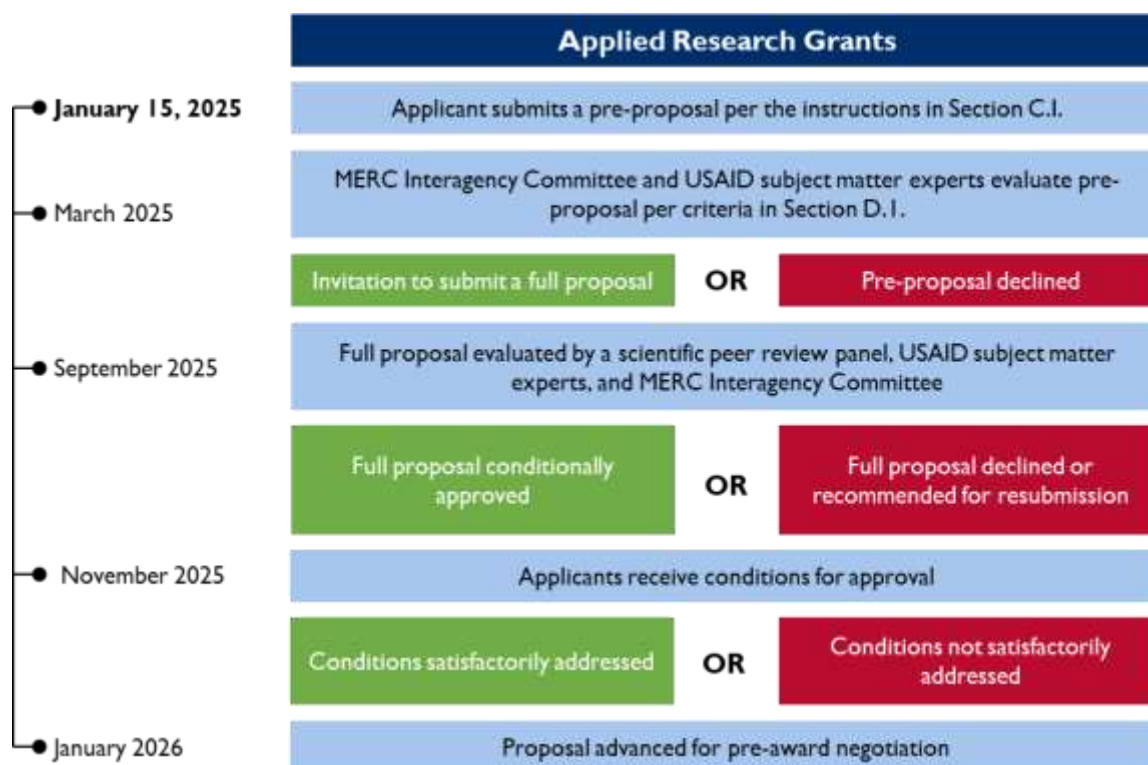 Applied Research Grants
January 15, 2025
Applicant submits a pre-proposal per the instructions in Section C.I.
March 2025
MERC Interagency Committee and USAID subject matter experts evaluate pre-
proposal per criteria in Section D.1.
Invitation to submit a full proposal
OR
Pre-proposal declined
September 2025
Full proposal evaluated by a scientific peer review panel, USAID subject matter
experts, and MERC Interagency Committee
Full proposal conditionally
approved
OR
Full proposal declined or
recommended for resubmission
November 2025
Applicants receive conditions for approval
Conditions satisfactorily addressed
OR
Conditions not satisfactorily
addressed
January 2026
Proposal advanced for pre-award negotiation